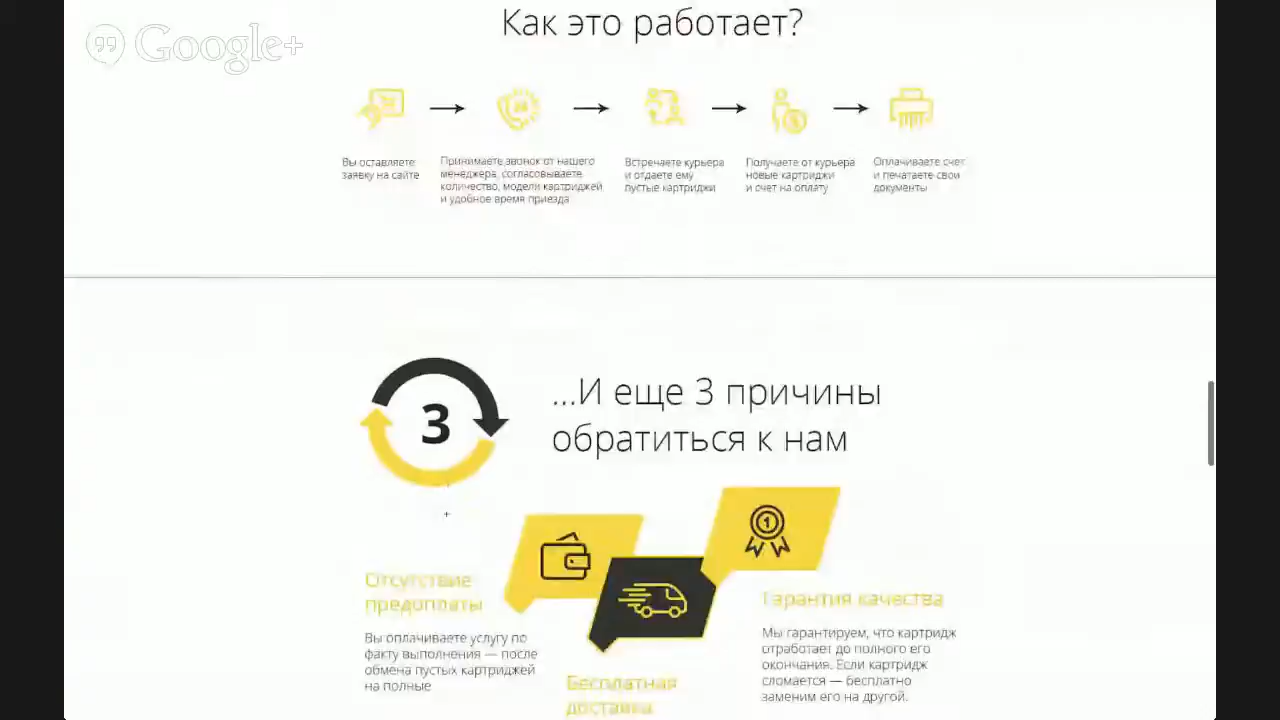 Google+
Как это работает?
Вы оставляете
заявку на сайте
Принимаете звонок от нашего
менеджера, согласовываете
количество, модели картриджей
и удобное время приезда
Встречаете курьера
и отдаете ему
пустые картриджи
Получаете от курьера
новые картриджи
и счет на оплату
Оплачиваете счет
и печатаете свои
документы
3
...И еще 3 причины
обратиться к нам
1
Отсутствие
предоплаты
Вы оплачиваете услугу по
факту выполнения — после
обмена пустых картриджей
на полные
Бесплатная
доставка
Гарантия качества
Мы гарантируем, что картридж
отработает до полного его
окончания. Если картридж
сломается — бесплатно
заменим его на другой.